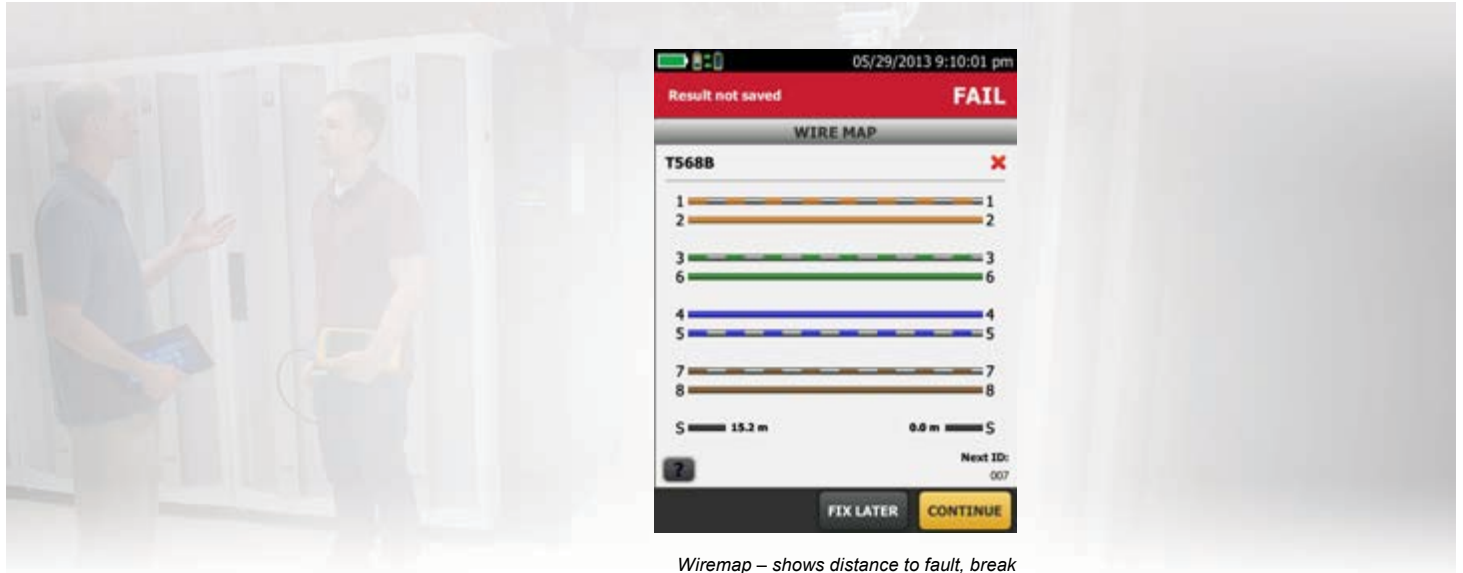 05/29/2013 9:10:01 pm
Result not saved FAIL
WIRE MAP
T568B
1 1
2 2
3 3
6 6
4 4
5 5
7 7
8 8
S 15.2 m 0.0 m S
Next ID:
?
007
FIX LATER CONTINUE
Wiremap – shows distance to fault, break